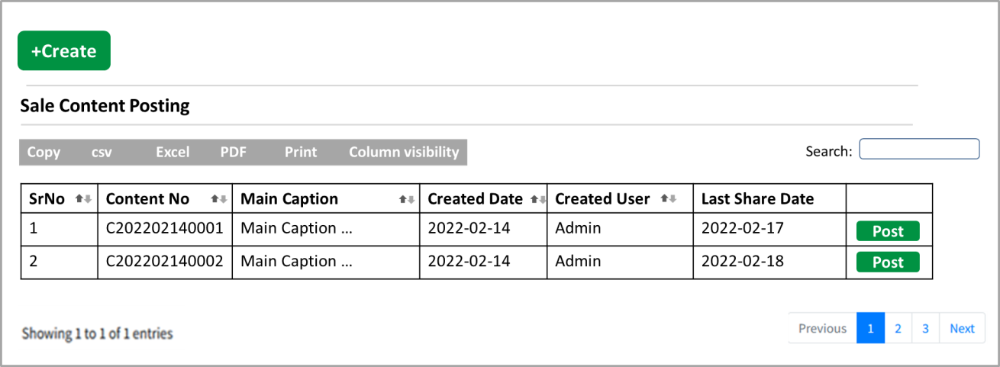 +Create
Sale Content Posting
Copy csv Excel PDF Print Column visibility Search:
SrNo Content No Main Caption Created Date Created User Last Share Date
1 C202202140001 Main Caption ... 2022-02-14 Admin 2022-02-17 Post
2 C202202140002 Main Caption ... 2022-02-14 Admin 2022-02-18 Post
Showing 1 to 1 of 1 entries Previous 1 2 3 Next